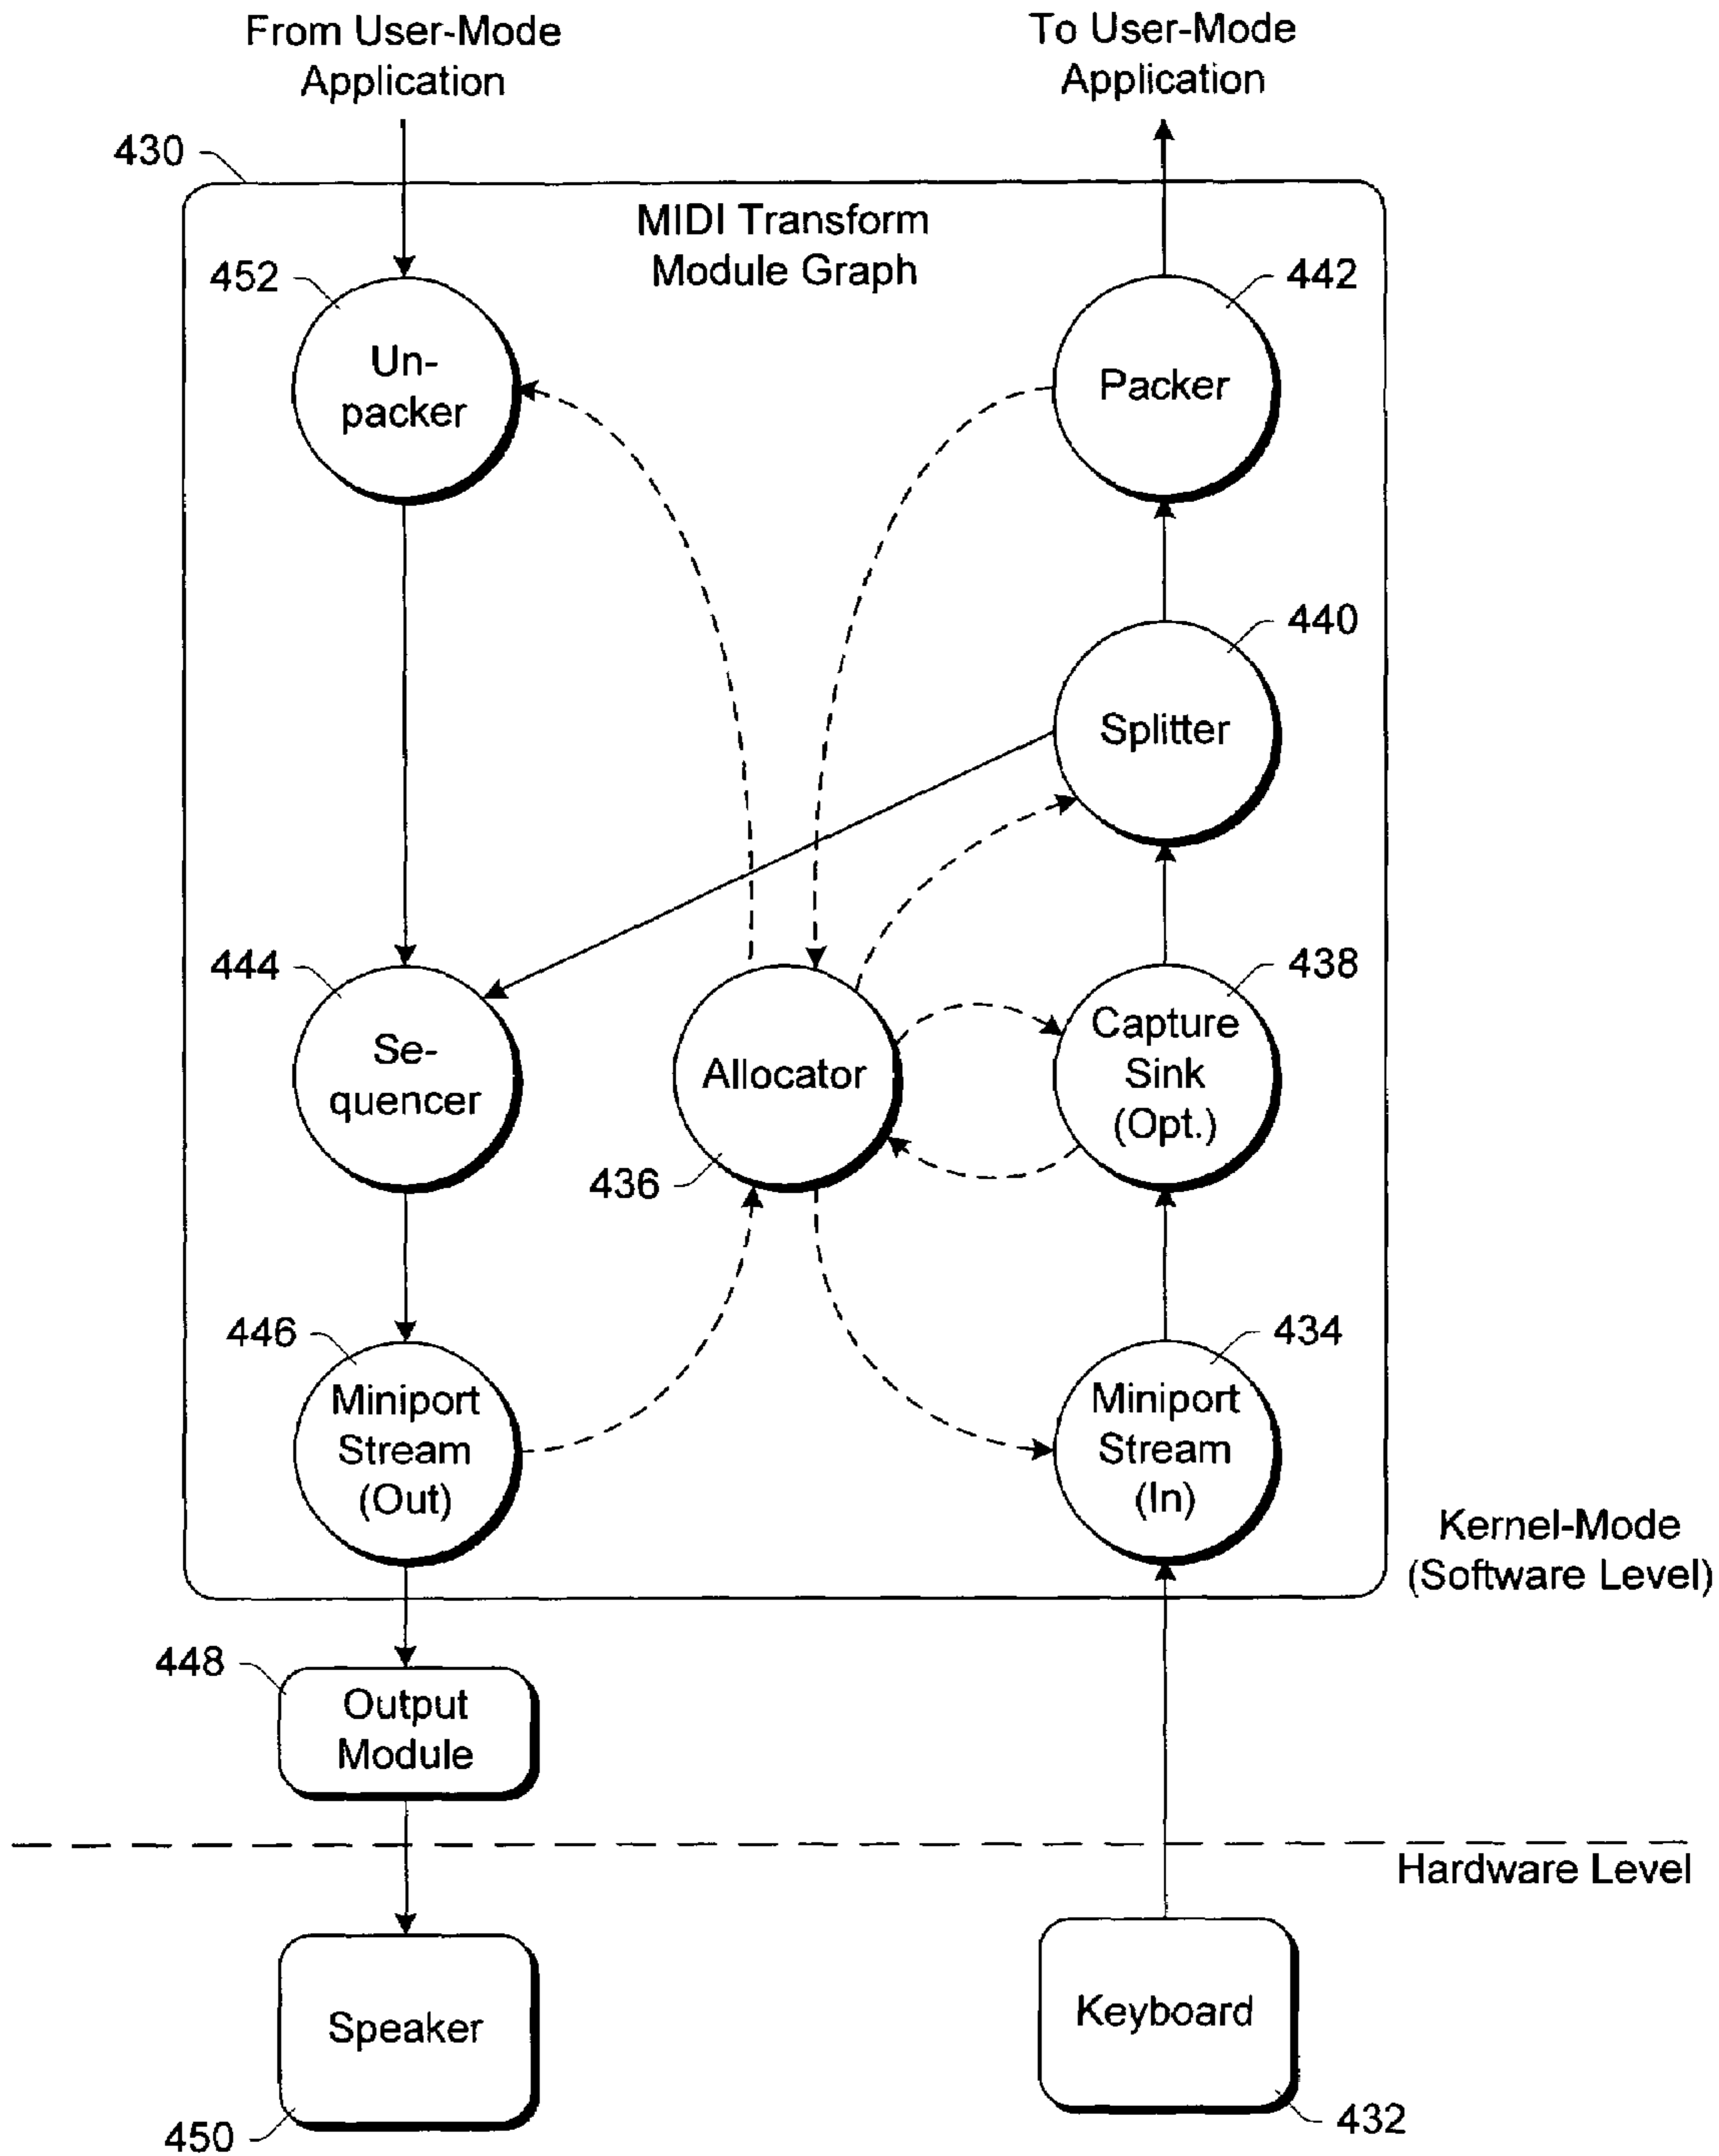 From User-Mode
Application
To User-Mode
Application
430
MIDI Transform
Module Graph
452
442
Un-
packer
Packer
440
Splitter
444
438
Se-
quencer
Allocator
Capture
Sink
(Opt.)
436
446
434
Miniport
Stream
(Out)
Miniport
Stream
(In)
Kernel-Mode
(Software Level)
448
Output
Module
Hardware Level
Speaker
Keyboard
450
432